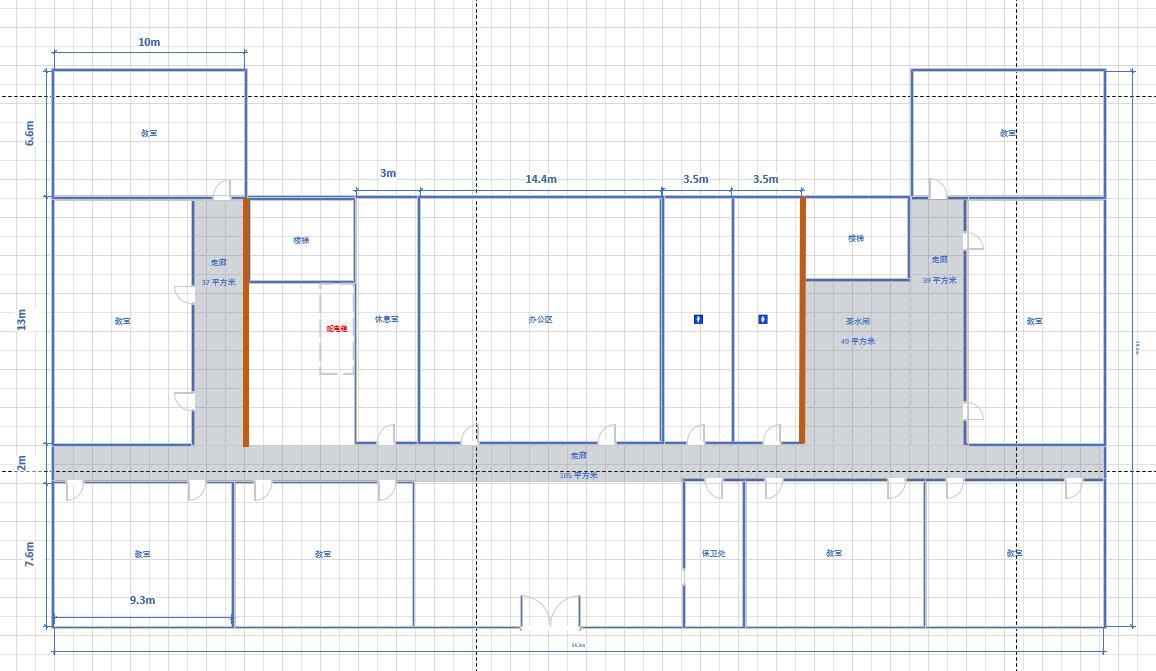 10m
6.6m
教室
教室
3m
14.4m
3.5m
3.5m
13m
楼梯
楼梯
走廊
37 平方米
走廊
39 平方米
教室
配电箱
休息室
办公区
茶水间
49 平方米
教室
2m
走廊
105 平方米
7.6m
教室
教室
保卫处
教室
教室
9.3m